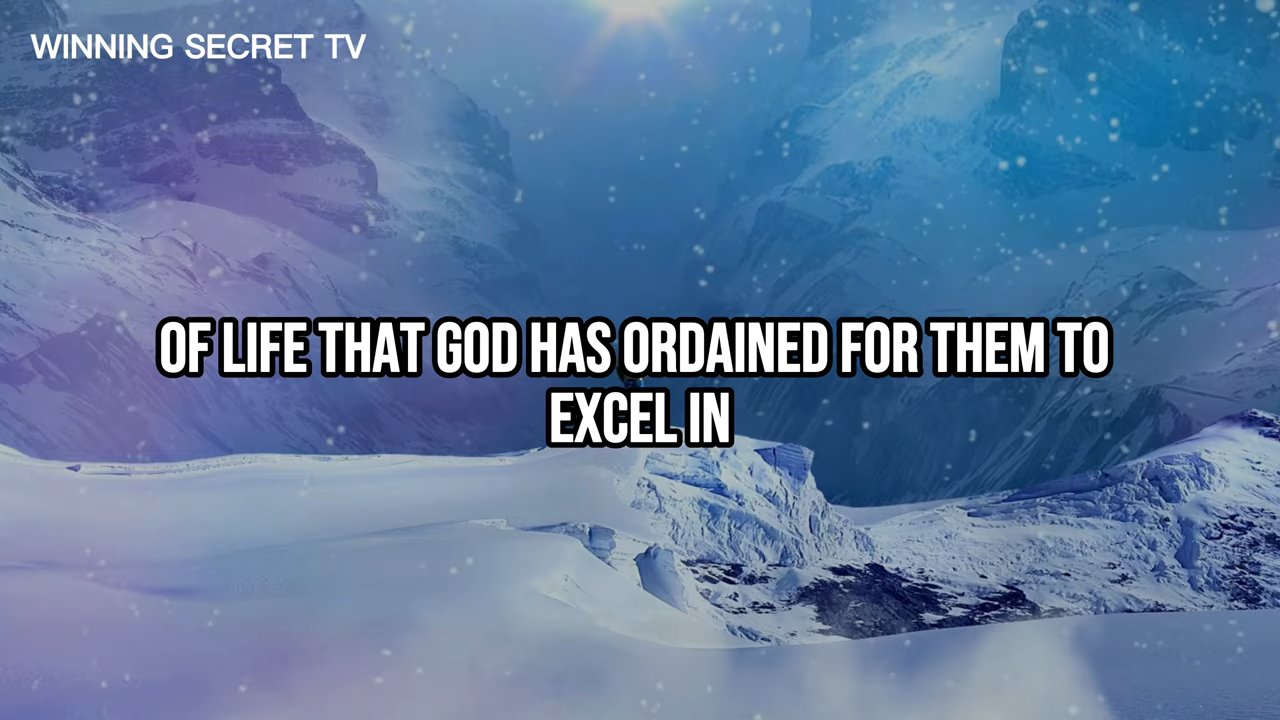 WINNING SECRET TV
OF LIFE THAT GOD HAS ORDAINED FOR THEM TO
EXCEL IN